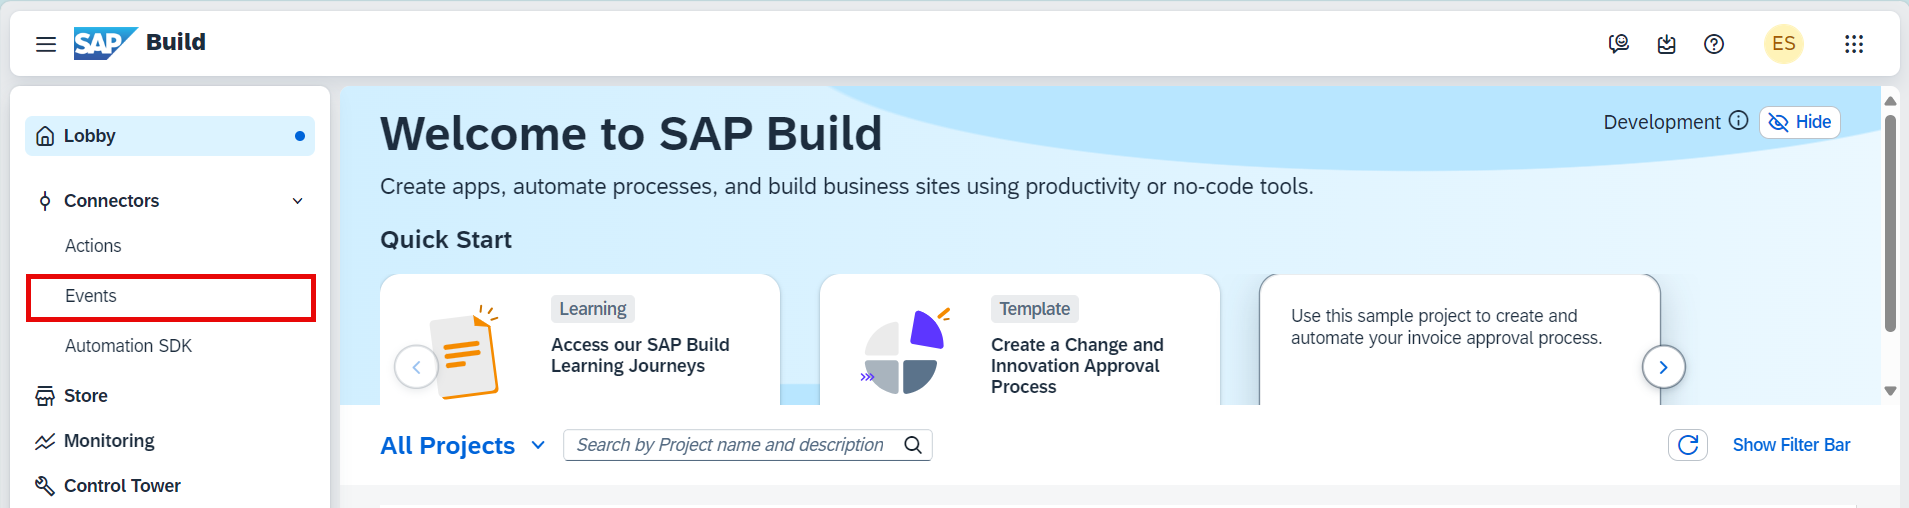 SAP Build
ES
Lobby
Connectors
Actions
Events
Automation SDK
Store
Monitoring
Control Tower
Welcome to SAP Build
Development
Hide
Create apps, automate processes, and build business sites using productivity or no-code tools.
Quick Start
Learning
Access our SAP Build
Learning Journeys
Template
Create a Change and
Innovation Approval
Process
Use this sample project to create and
automate your invoice approval process.
All Projects
Search by Project name and description
Show Filter Bar